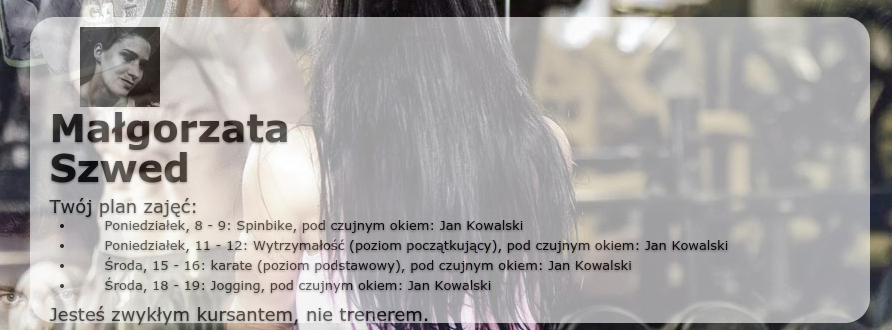 Małgorzata
Szwed
Twój plan zajęć:
Poniedziałek, 8 - 9: Spinbike, pod czujnym okiem: Jan Kowalski
Poniedziałek, 11 - 12: Wytrzymałość (poziom początkujący), pod czujnym okiem: Jan Kowalski
Środa, 15 - 16: karate (poziom podstawowy), pod czujnym okiem: Jan Kowalski
Środa, 18 - 19: Jogging, pod czujnym okiem: Jan Kowalski
Jesteś zwykłym kursantem, nie trenerem.